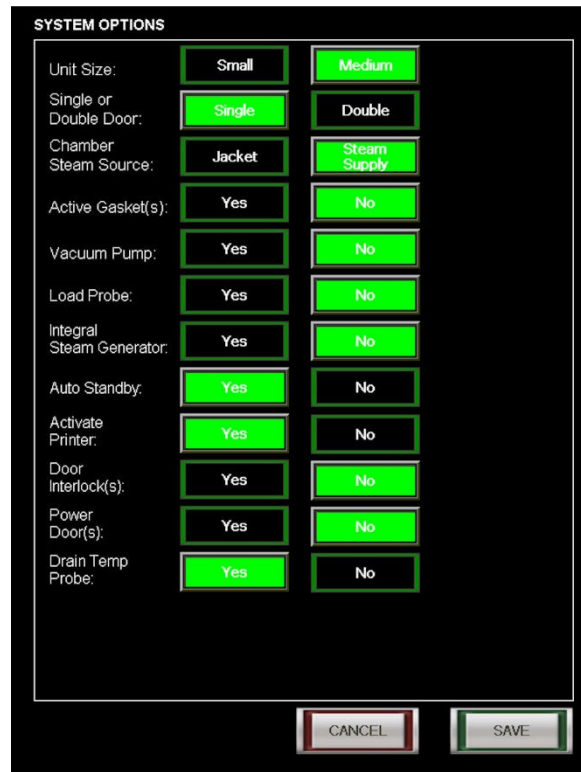 SYSTEM OPTIONS
Unit Size: Small Medium
Single or
Double Door: Single Double
Chamber
Steam Source: Jacket Steam
Supply
Active Gasket(s): Yes No
Vacuum Pump: Yes No
Load Probe: Yes No
Integral
Steam Generator: Yes No
Auto Standby: Yes No
Activate
Printer: Yes No
Door
Interlock(s): Yes No
Power
Door(s): Yes No
Drain Temp
Probe: Yes No
CANCEL SAVE